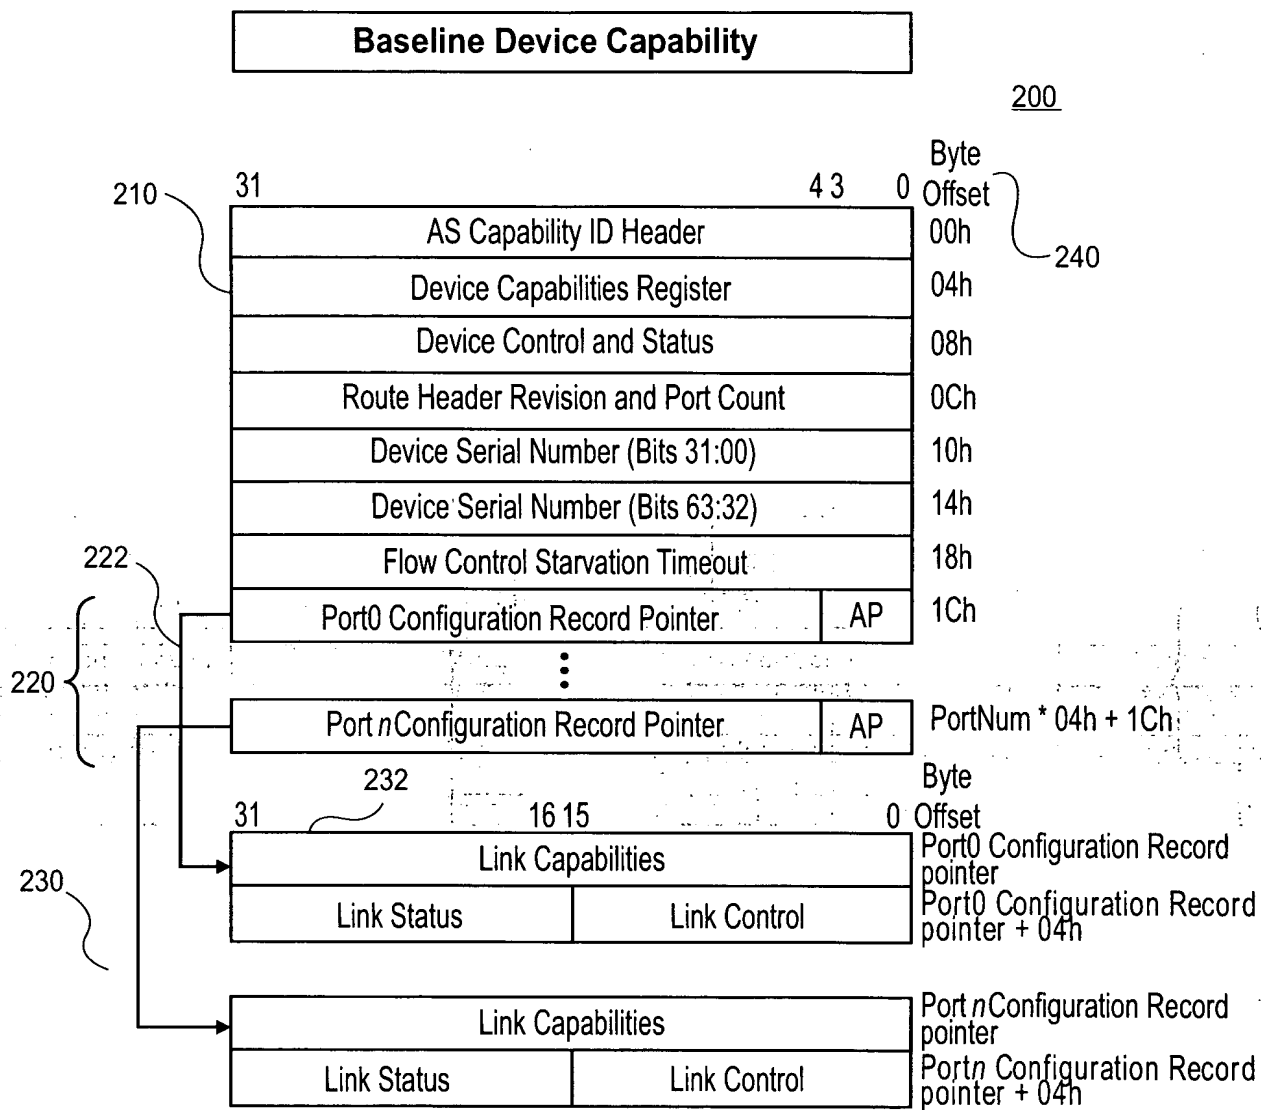 Baseline Device Capability
200
Byte
Offset
240
210
31 4 3 0
AS Capability ID Header 00h
Device Capabilities Register 04h
Device Control and Status 08h
Route Header Revision and Port Count 0Ch
Device Serial Number (Bits 31:00) 10h
Device Serial Number (Bits 63:32) 14h
Flow Control Starvation Timeout 18h
222
Port0 Configuration Record Pointer AP 1Ch
220
Port n Configuration Record Pointer AP PortNum * 04h + 1Ch
Byte
Offset
232
31 16 15 0
Link Capabilities Port0 Configuration Record
pointer
Link Status Link Control Port0 Configuration Record
pointer + 04h
230
Link Capabilities Port n Configuration Record
pointer
Link Status Link Control Portn Configuration Record
pointer + 04h